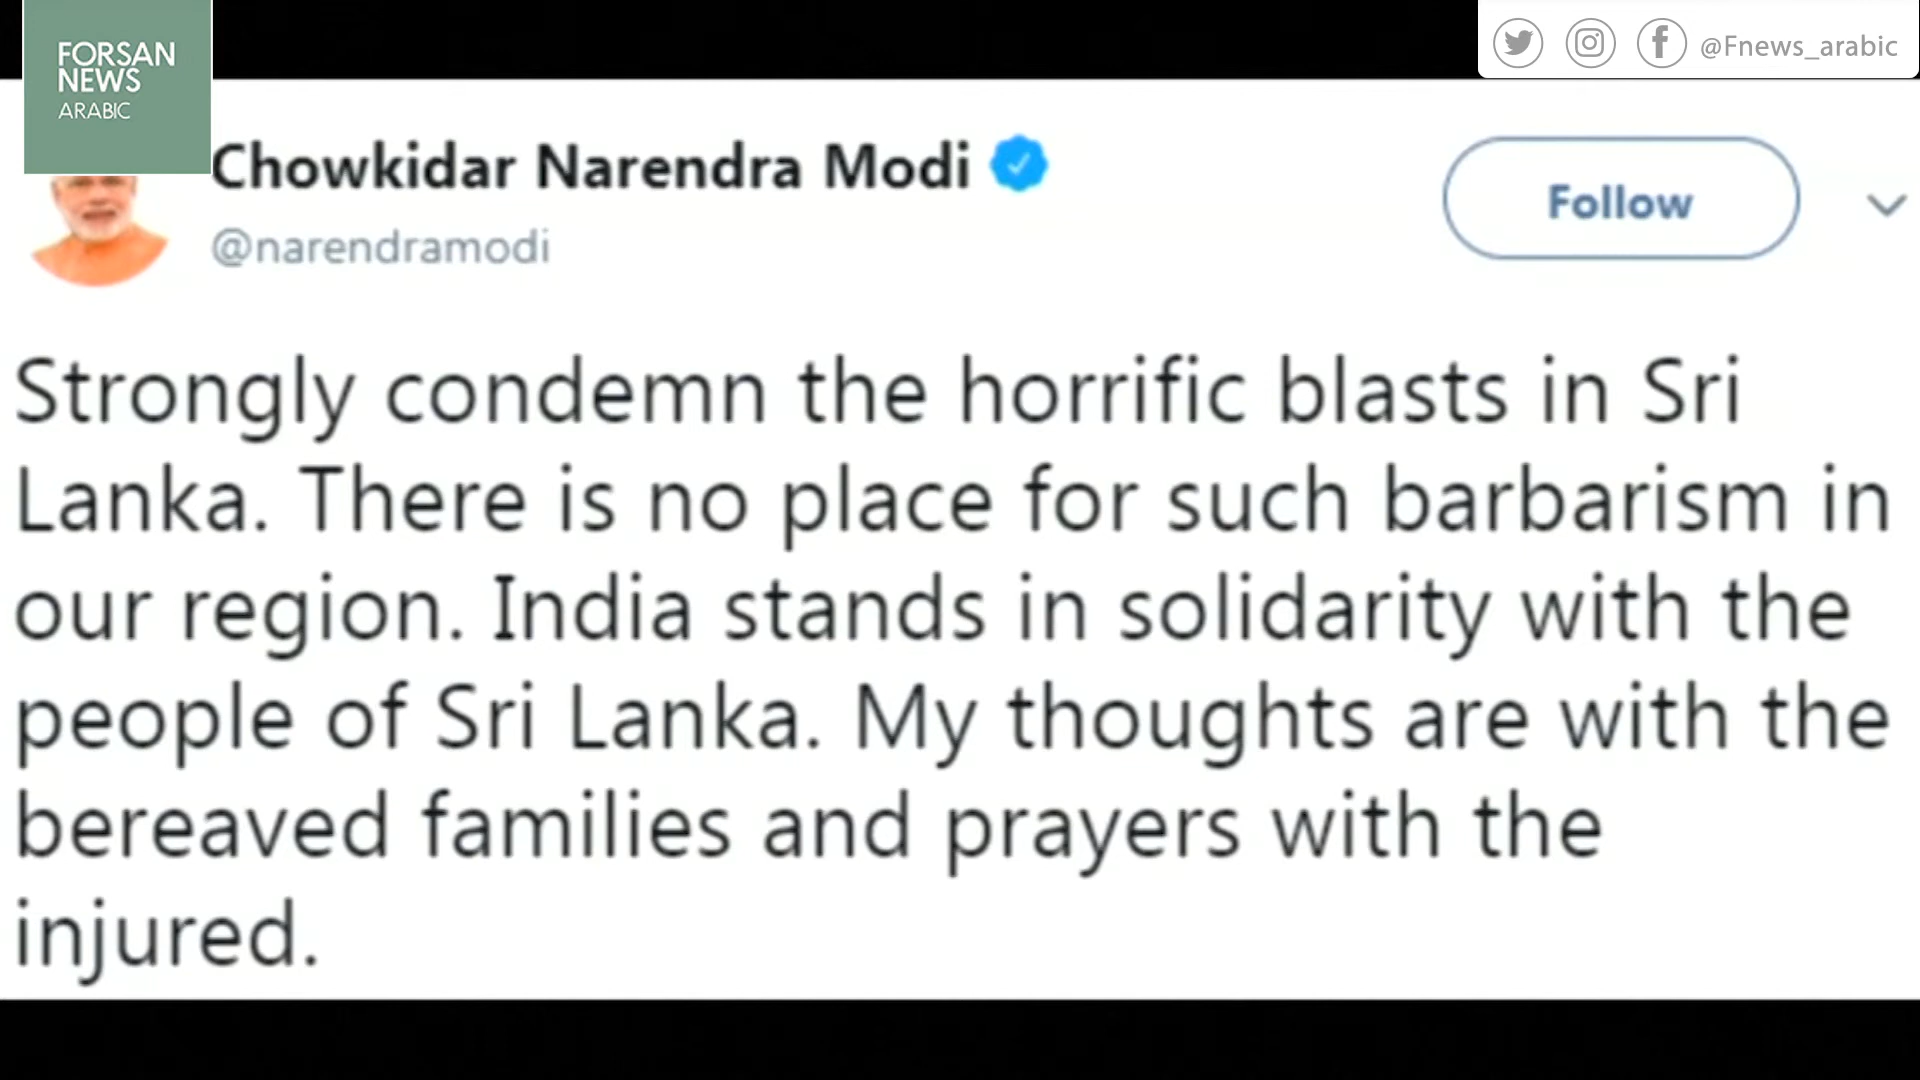 FORSAN
NEWS
ARABIC
@Fnews_arabic
Chowkidar Narendra Modi
@narendramodi
Follow
Strongly condemn the horrific blasts in Sri
Lanka. There is no place for such barbarism in
our region. India stands in solidarity with the
people of Sri Lanka. My thoughts are with the
bereaved families and prayers with the
injured.